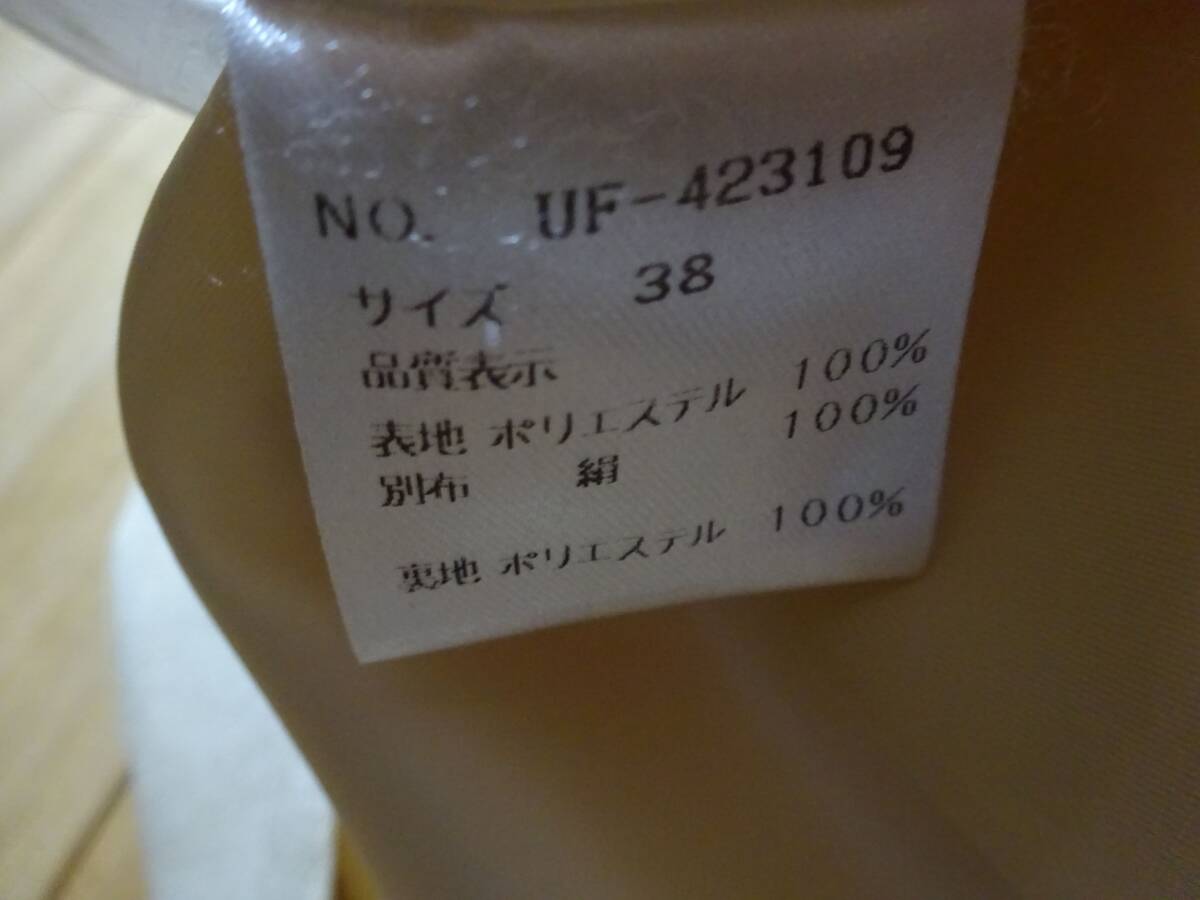 NO. UF-423109
サイズ 38
品質表示
表地 ポリエステル 100%
別布 絹 100%
裏地 ポリエステル 100%